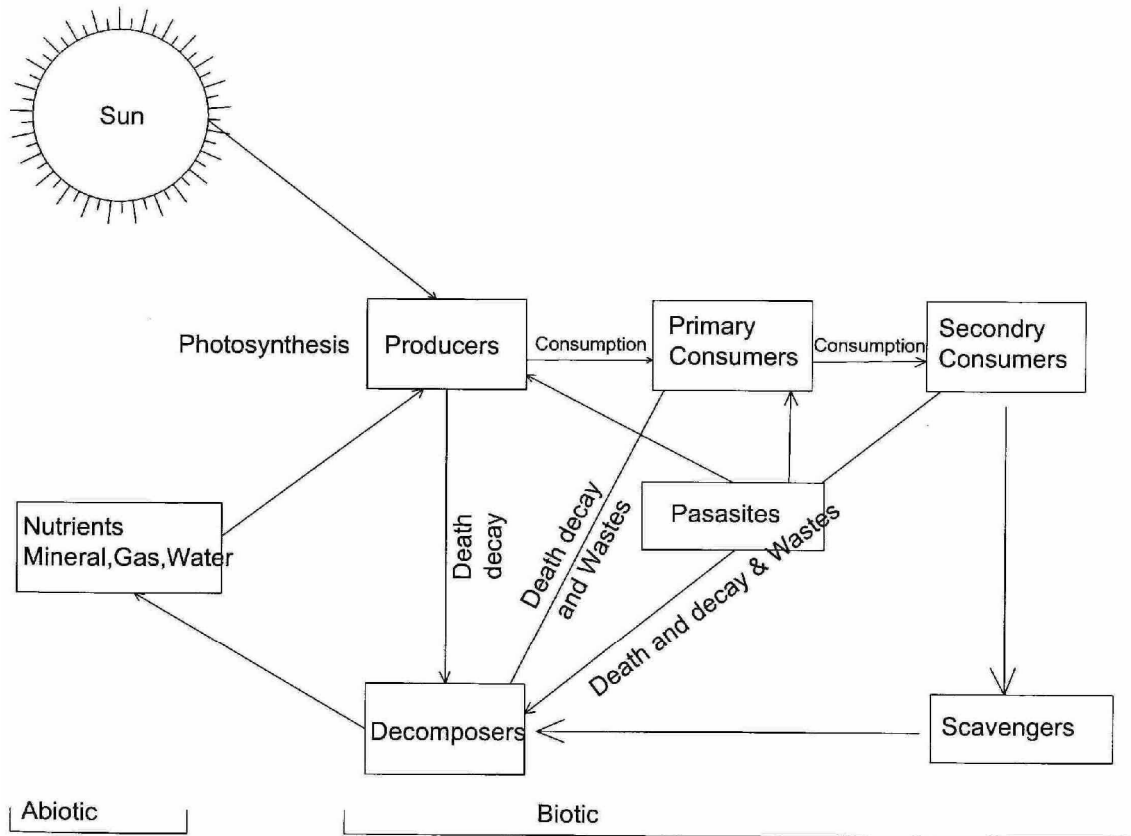 Sun
Photosynthesis
Producers
Consumption
Primary
Consumers
Consumption
Secondry
Consumers
Nutrients
Mineral,Gas,Water
Death
decay
Death decay
and Wastes
Pasasites
Death and decay & Wastes
Decomposers
Scavengers
Abiotic
Biotic